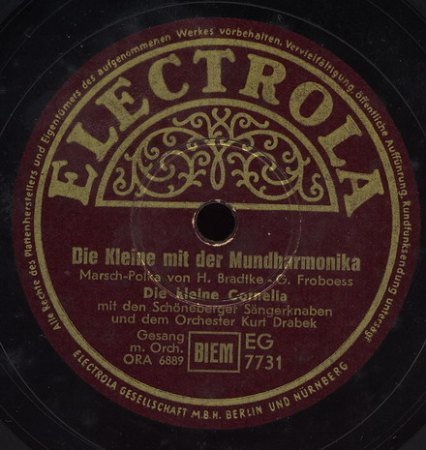 Alle Rechte des Plattenherstellers und Eigentümers des aufgenommenen Werkes vorbehalten. Vervielfältigung, öffentliche Aufführung, Rundfunksendung untersagt
ELECTROLA
Die Kleine mit der Mundharmonika
Marsch-Polka von H. Bradtke - G. Froboess
Die kleine Cornelia
mit den Schöneberger Sängerknaben
und dem Orchester Kurt Drabek
Gesang
m. Orch.
ORA 6889
BIEM
EG
7731
ELECTROLA GESELLSCHAFT M.B.H. BERLIN UND NÜRNBERG